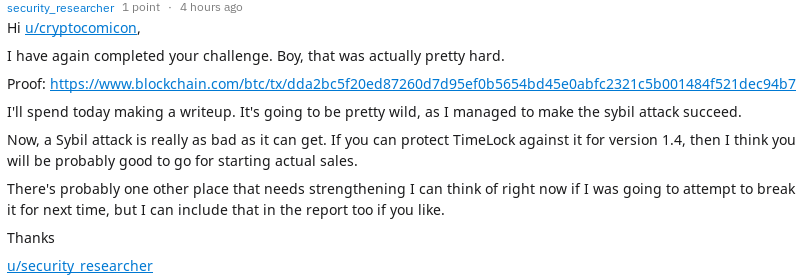 security_researcher 1 point · 4 hours ago
Hi u/cryptocomicon,
I have again completed your challenge. Boy, that was actually pretty hard.
Proof: https://www.blockchain.com/btc/tx/dda2bc5f20ed87260d7d95ef0b5654bd45e0abfc2321c5b001484f521dec94b7
I'll spend today making a writeup. It's going to be pretty wild, as I managed to make the sybil attack succeed.
Now, a Sybil attack is really as bad as it can get. If you can protect TimeLock against it for version 1.4, then I think you
will be probably good to go for starting actual sales.
There's probably one other place that needs strengthening I can think of right now if I was going to attempt to break
it for next time, but I can include that in the report too if you like.
Thanks
u/security_researcher